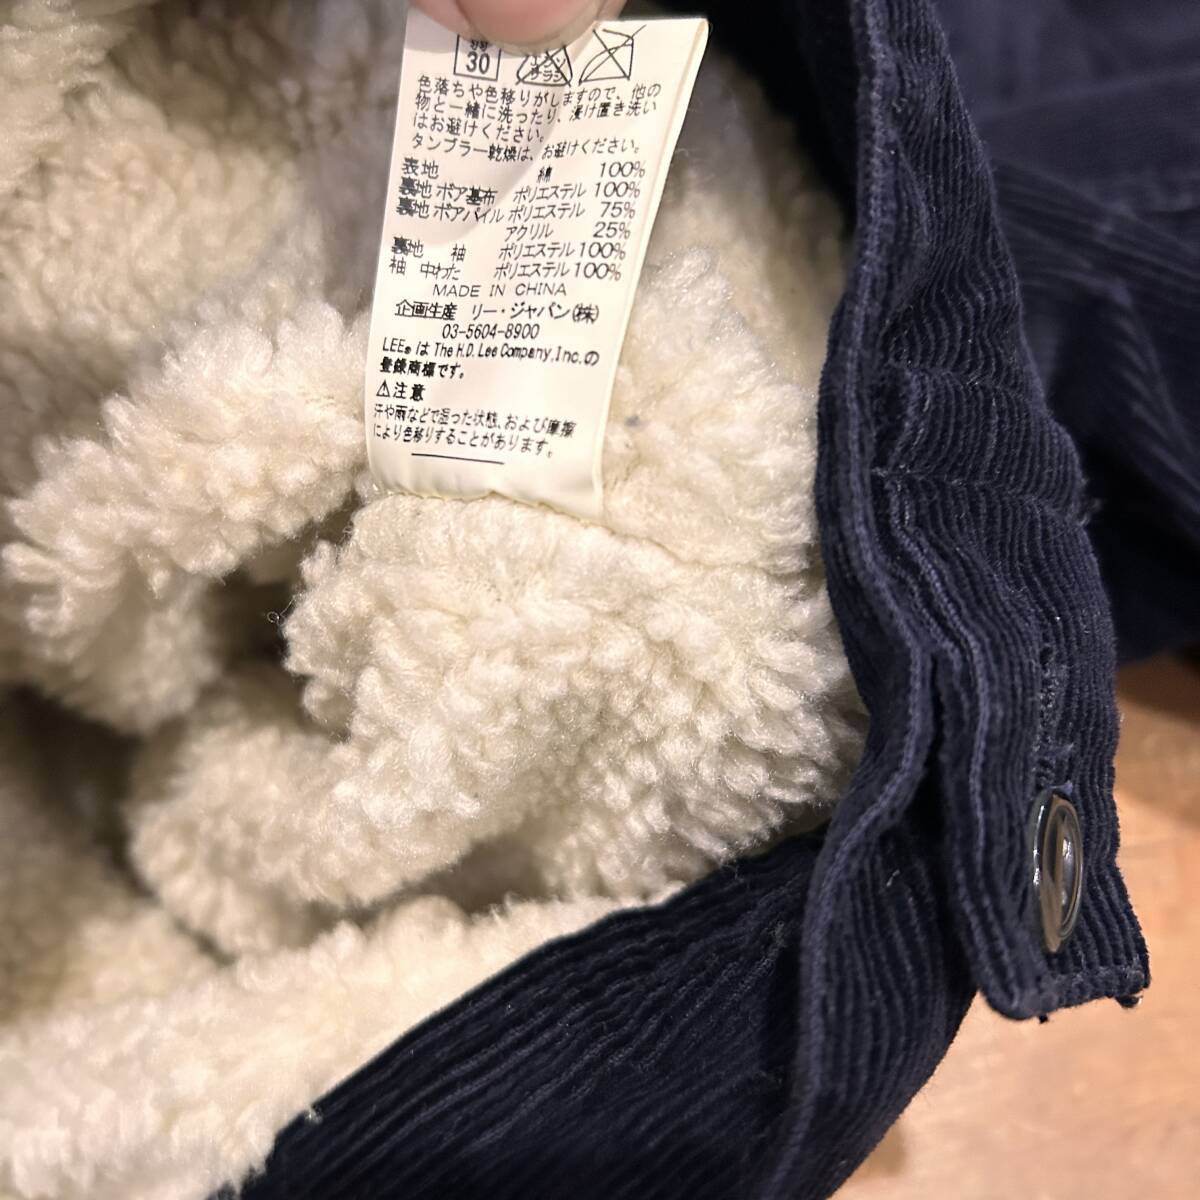 30
エンソ
サラシ
色落ちや色移りがしますので、他の
物と一緒に洗ったり、浸け置き洗い
はお避けください。
タンブラー乾燥は、お避けください。
表地 綿 100%
裏地 ボア基布 ポリエステル 100%
裏地 ボアパイル ポリエステル 75%
アクリル 25%
裏地 袖 ポリエステル 100%
袖 中わた ポリエステル 100%
MADE IN CHINA
企画生産 リー・ジャパン(株)
03-5604-8900
LEE® は The H.D. Lee Company, Inc. の
登録商標です。
⚠注意
汗や雨などで湿った状態、および摩擦
により色移りすることがあります。